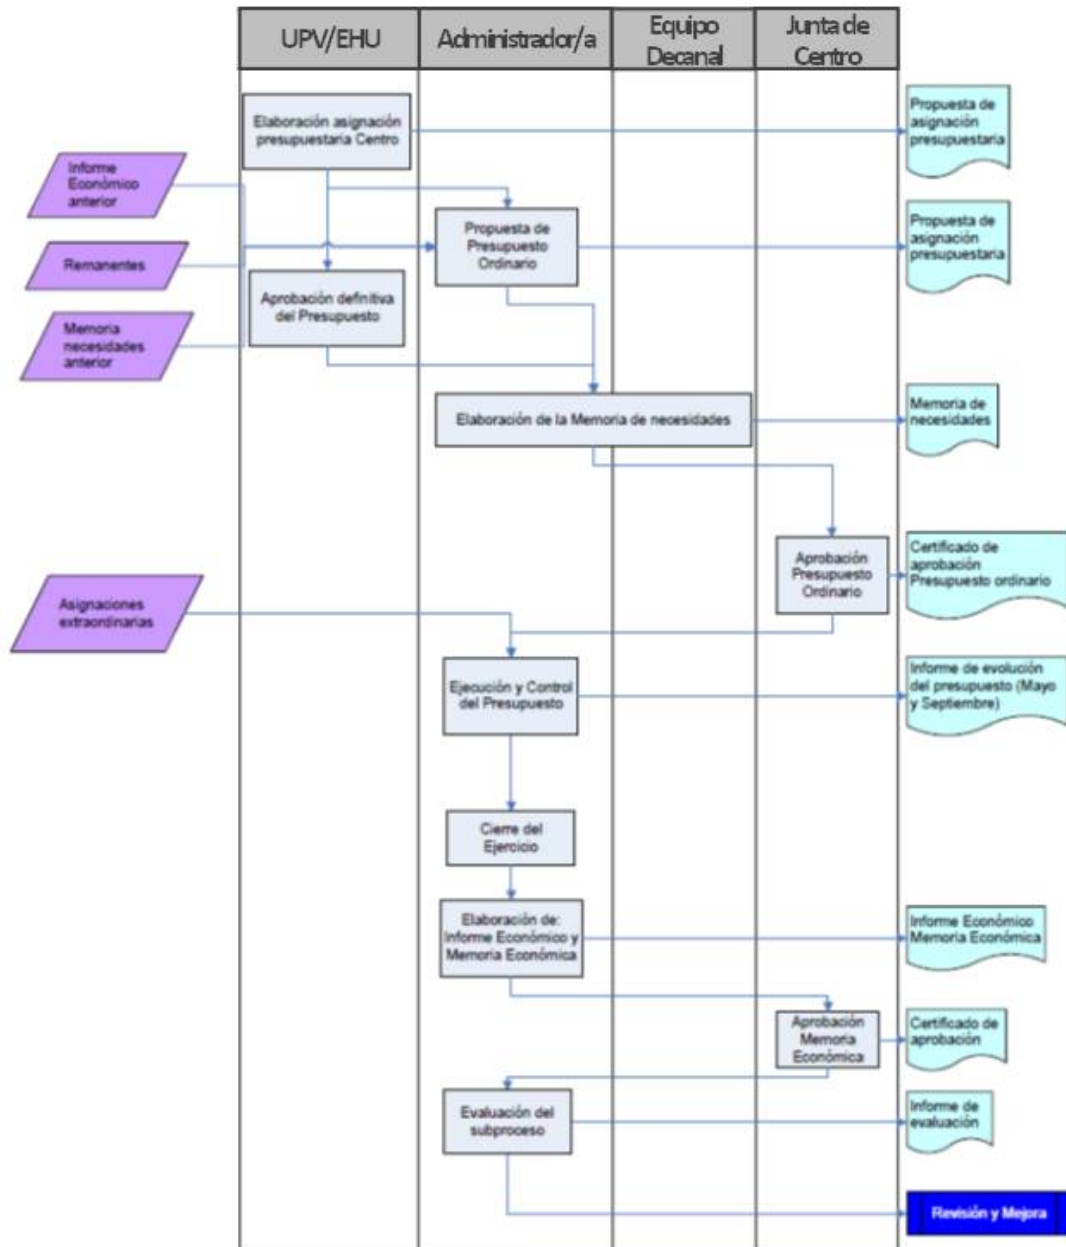 UPV/EHU
Administrador/a
Equipo
Decanal
Junta de
Centro
Elaboración asignación
presupuestaria Centro
Propuesta de
asignación
presupuestaria
Informe
Económico
anterior
Propuesta de
Presupuesto
Ordinario
Propuesta de
asignación
presupuestaria
Remanentes
Aprobación definitiva
del Presupuesto
Memoria
necesidades
anterior
Elaboración de la Memoria de necesidades
Memoria de
necesidades
Aprobación
Presupuesto
Ordinario
Certificado de
aprobación
Presupuesto ordinario
Asignaciones
extraordinarias
Ejecución y Control
del Presupuesto
Informe de evolución
del presupuesto (Mayo
y Septiembre)
Cierre del
Ejercicio
Elaboración de:
Informe Económico y
Memoria Económica
Informe Económico
Memoria Económica
Aprobación
Memoria
Económica
Certificado de
aprobación
Evaluación del
subproceso
Informe de
evaluación
Revisión y Mejora